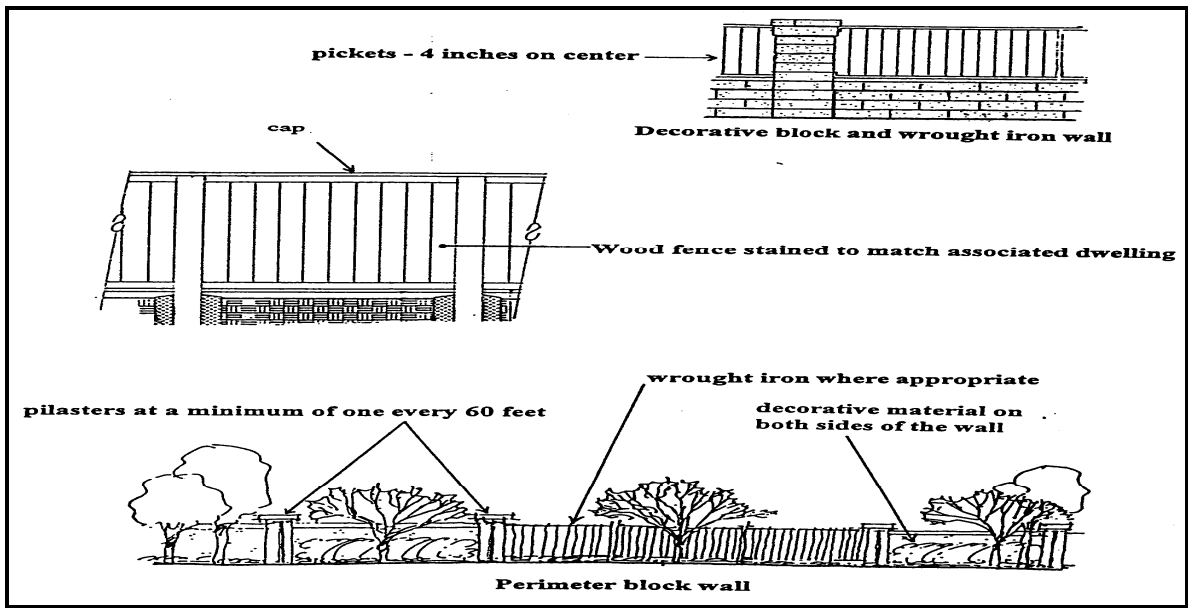 pickets - 4 inches on center
Decorative block and wrought iron wall
cap
Wood fence stained to match associated dwelling
wrought iron where appropriate
pilasters at a minimum of one every 60 feet
decorative material on
both sides of the wall
Perimeter block wall